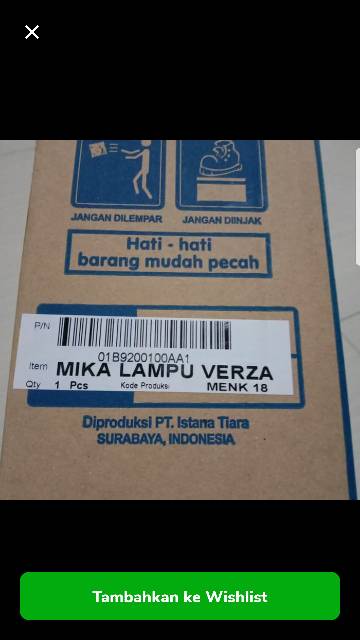 JANGAN DILEMPAR
JANGAN DIINJAK
Hati - hati
barang mudah pecah
P/N
01B9200100AA1
Item MIKA LAMPU VERZA
Qty 1 Pcs Kode Produksi MENK 18
Diproduksi PT. Istana Tiara
SURABAYA, INDONESIA
Tambahkan ke Wishlist